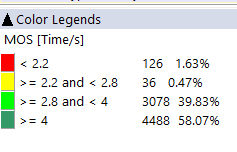 Color Legends
MOS [Time/s]
< 2.2 126 1.63%
>= 2.2 and < 2.8 36 0.47%
>= 2.8 and < 4 3078 39.83%
>= 4 4488 58.07%